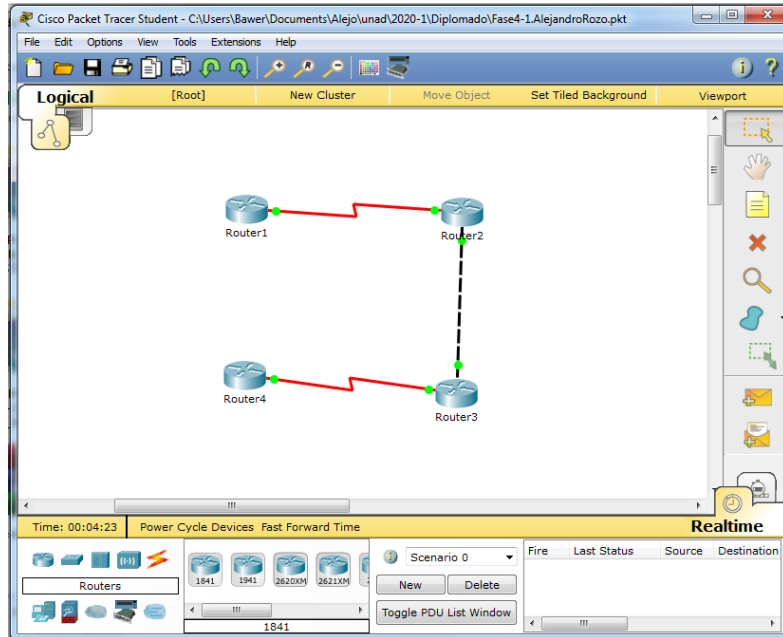 Cisco Packet Tracer Student - C:\Users\Bawer\Documents\Alejo\unad\2020-1\Diplomado\Fase4-1.AlejandroRozo.pkt
File Edit Options View Tools Extensions Help
Logical [Root] New Cluster Move Object Set Tiled Background Viewport
Router1
Router2
Router4
Router3
Time: 00:04:23 Power Cycle Devices Fast Forward Time Realtime
Routers
1841 1941 2620XM 2621XM
1841
Scenario 0
New Delete
Toggle PDU List Window
Fire Last Status Source Destination